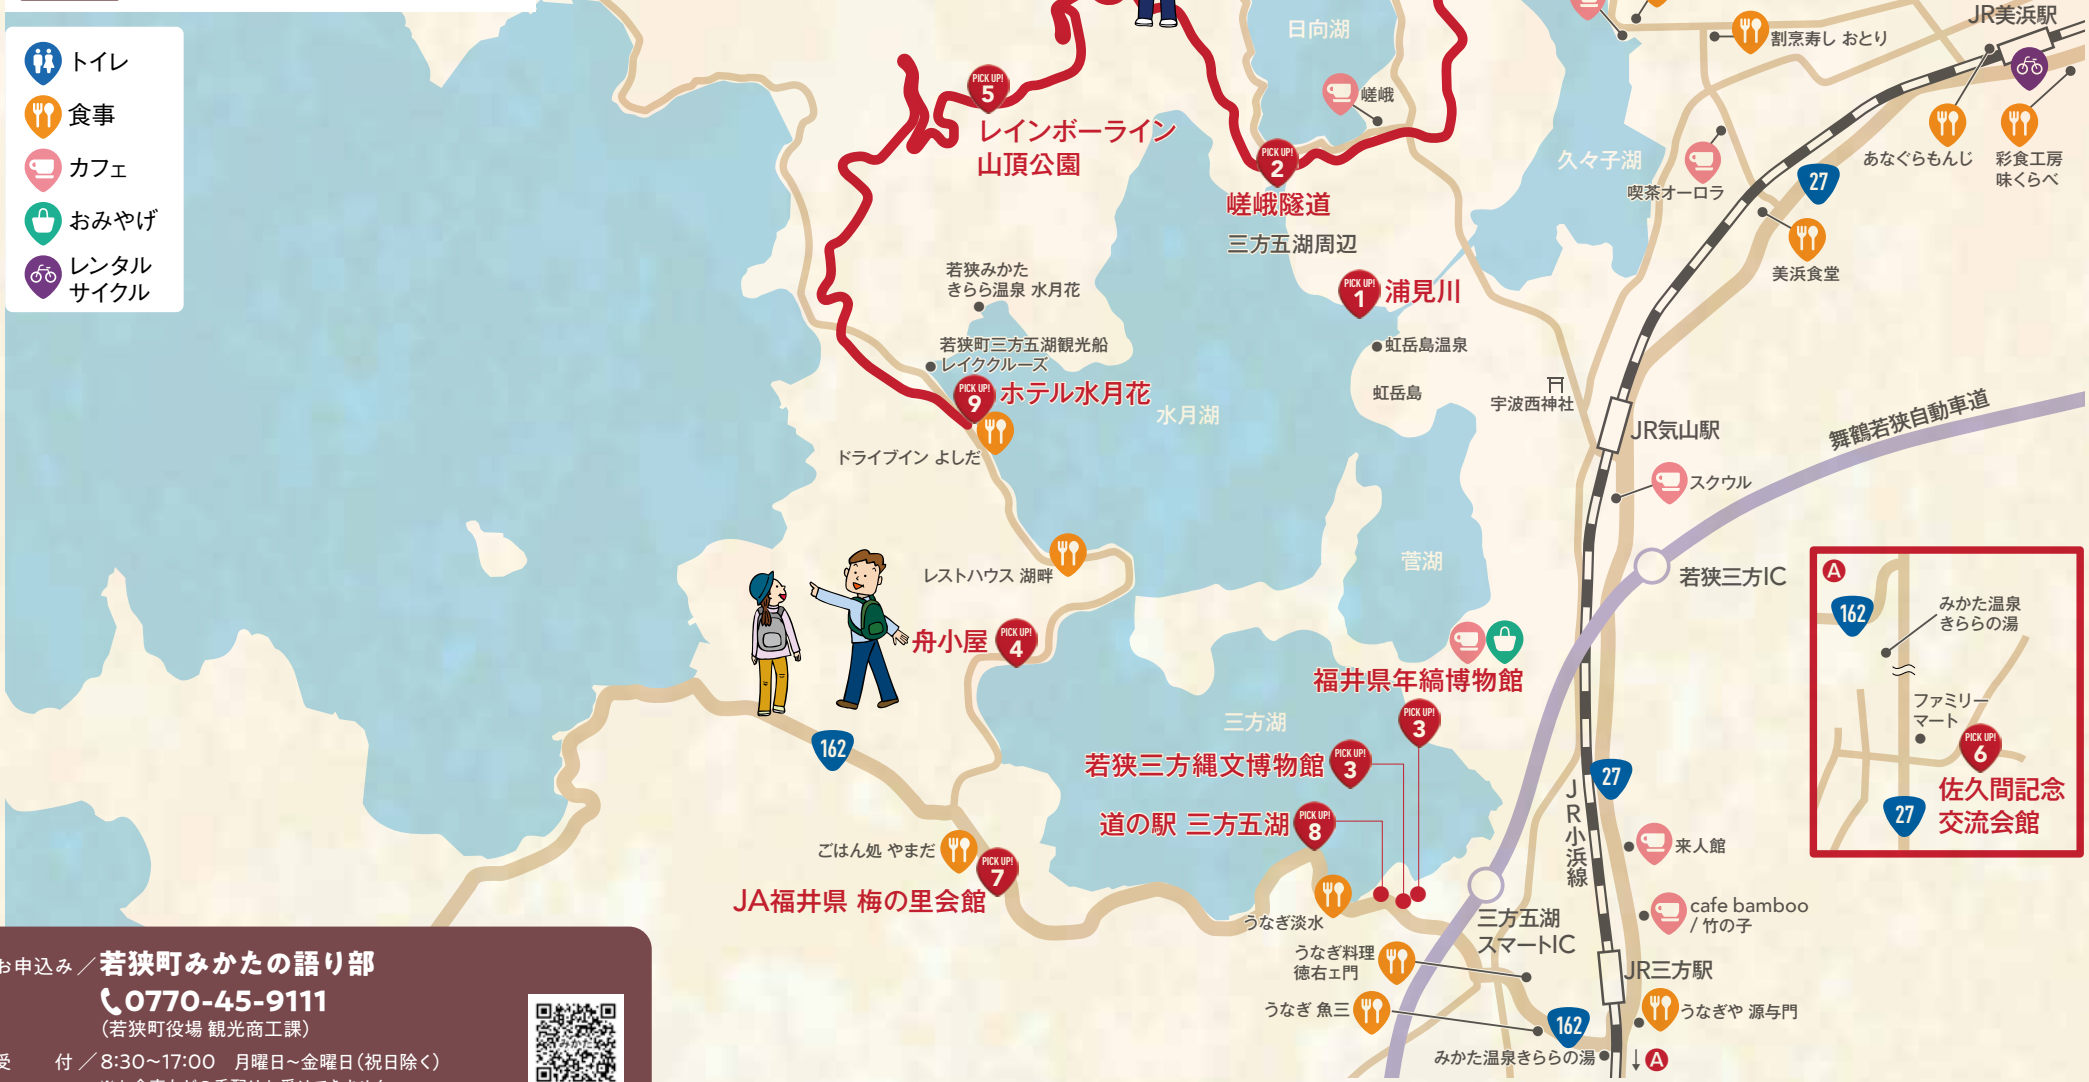 トイレ
食事
カフェ
おみやげ
レンタル
サイクル
日向湖
嵯峨
PICK UP!
5
レインボーライン
山頂公園
PICK UP!
2
嵯峨隧道
三方五湖周辺
久々子湖
JR美浜駅
割烹寿し おとり
あなぐらもんじ
彩食工房
味くらべ
喫茶オーロラ
27
美浜食堂
PICK UP!
1
浦見川
虹岳島温泉
虹岳島
宇波西神社
JR気山駅
舞鶴若狭自動車道
スクウル
若狭三方IC
若狭みかた
きらら温泉 水月花
若狭町三方五湖観光船
レイククルーズ
PICK UP!
9
ホテル水月花
水月湖
ドライブイン よしだ
レストハウス 湖畔
菅湖
舟小屋
PICK UP!
4
福井県年縞博物館
PICK UP!
3
三方湖
若狭三方縄文博物館
PICK UP!
3
道の駅 三方五湖
PICK UP!
8
162
ごはん処 やまだ
PICK UP!
7
JA福井県 梅の里会館
うなぎ淡水
うなぎ料理
徳右ェ門
うなぎ 魚三
三方五湖
スマートIC
JR小浜線
27
来人館
cafe bamboo
/ 竹の子
JR三方駅
うなぎや 源与門
162
みかた温泉きららの湯
↓A
A
162
みかた温泉
きららの湯
ファミリー
マート
PICK UP!
6
佐久間記念
交流会館
27
お申込み／若狭町みかたの語り部
0770-45-9111
(若狭町役場 観光商工課)
受 付／8:30〜17:00 月曜日〜金曜日(祝日除く)
みかた